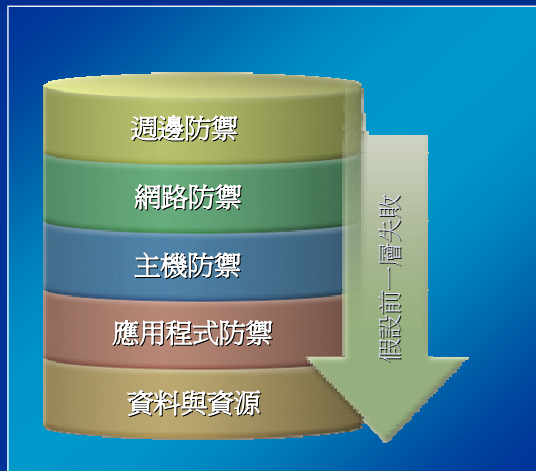 週邊防禦
網路防禦
主機防禦
應用程式防禦
資料與資源
假設前一層失敗